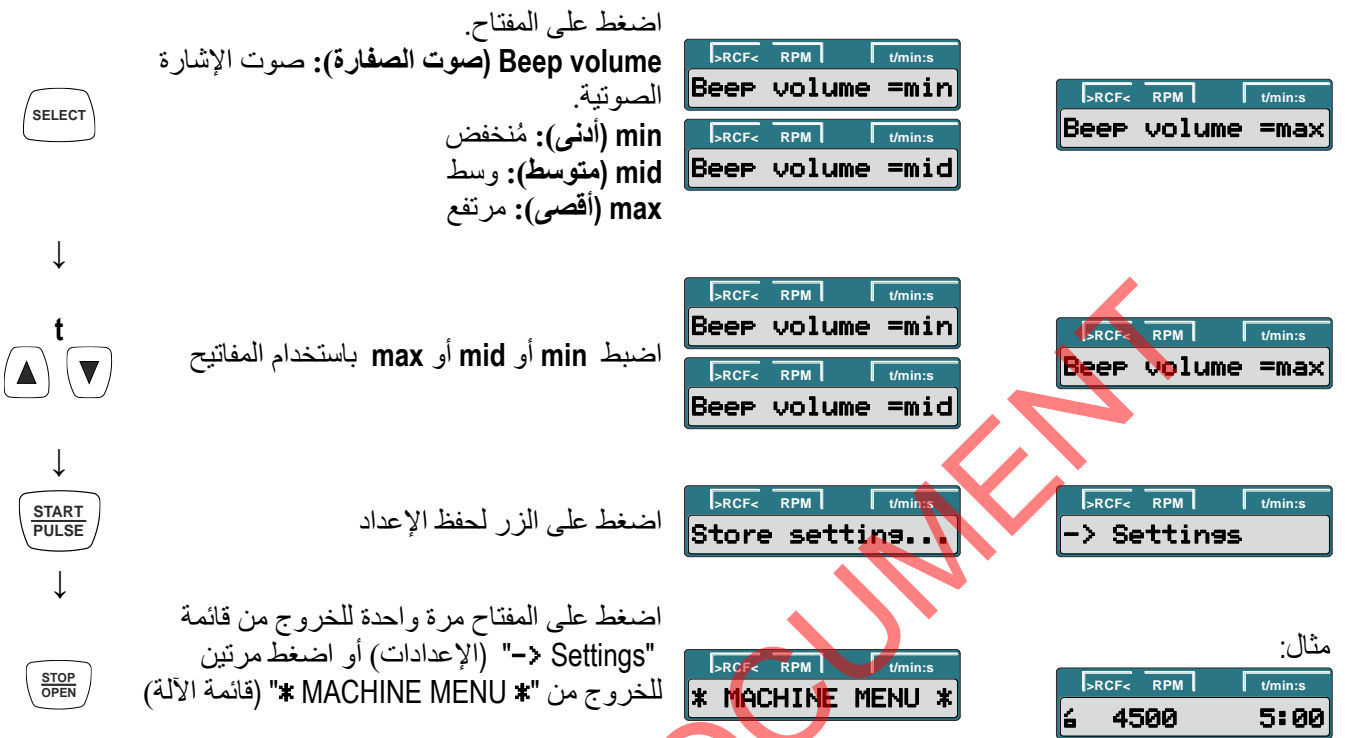 SELECT
اضغط على المفتاح.
Beep volume (صوت الصفارة): صوت الإشارة
الصوتية.
min (أدنى): مُنخفض
mid (متوسط): وسط
max (أقصى): مرتفع
>RCF< RPM t/min:s
Beep volume =min
>RCF< RPM t/min:s
Beep volume =mid
>RCF< RPM t/min:s
Beep volume =max
↓
t
▲ ▼
اضبط min أو mid أو max باستخدام المفاتيح
>RCF< RPM t/min:s
Beep volume =min
>RCF< RPM t/min:s
Beep volume =mid
>RCF< RPM t/min:s
Beep volume =max
↓
START
PULSE
اضغط على الزر لحفظ الإعداد
>RCF< RPM t/min:s
Store setting...
>RCF< RPM t/min:s
-> Settings
↓
STOP
OPEN
اضغط على المفتاح مرة واحدة للخروج من قائمة
"-> Settings" (الإعدادات) أو اضغط مرتين
للخروج من "* MACHINE MENU *" (قائمة الآلة)
>RCF< RPM t/min:s
* MACHINE MENU *
مثال:
>RCF< RPM t/min:s
4500 5:00